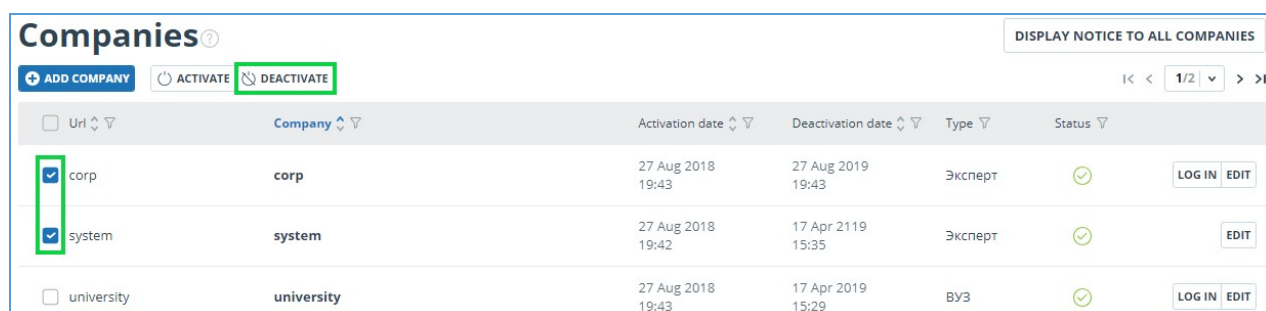 Companies
DISPLAY NOTICE TO ALL COMPANIES
ADD COMPANY ACTIVATE DEACTIVATE 1/2
Url Company Activation date Deactivation date Type Status
corp corp 27 Aug 2018 27 Aug 2019 Эксперт LOG IN EDIT
19:43 19:43
system system 27 Aug 2018 17 Apr 2119 Эксперт EDIT
19:42 15:35
university university 27 Aug 2018 17 Apr 2019 ВУЗ LOG IN EDIT
19:43 15:29